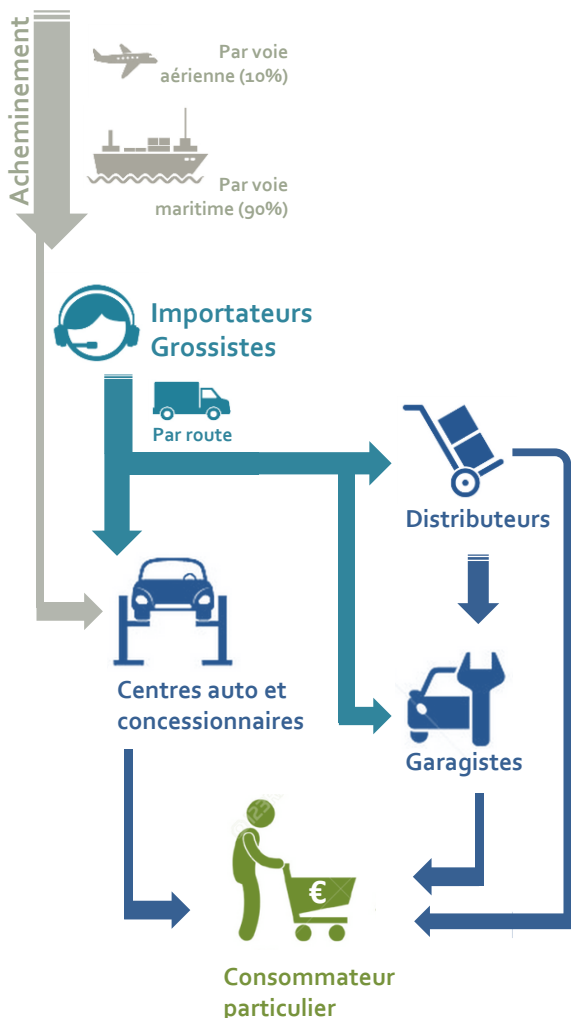 Acheminement
Par voie
aérienne (10%)
Par voie
maritime (90%)
Importateurs
Grossistes
Par route
Distributeurs
Centres auto et
concessionnaires
Garagistes
€
Consommateur
particulier